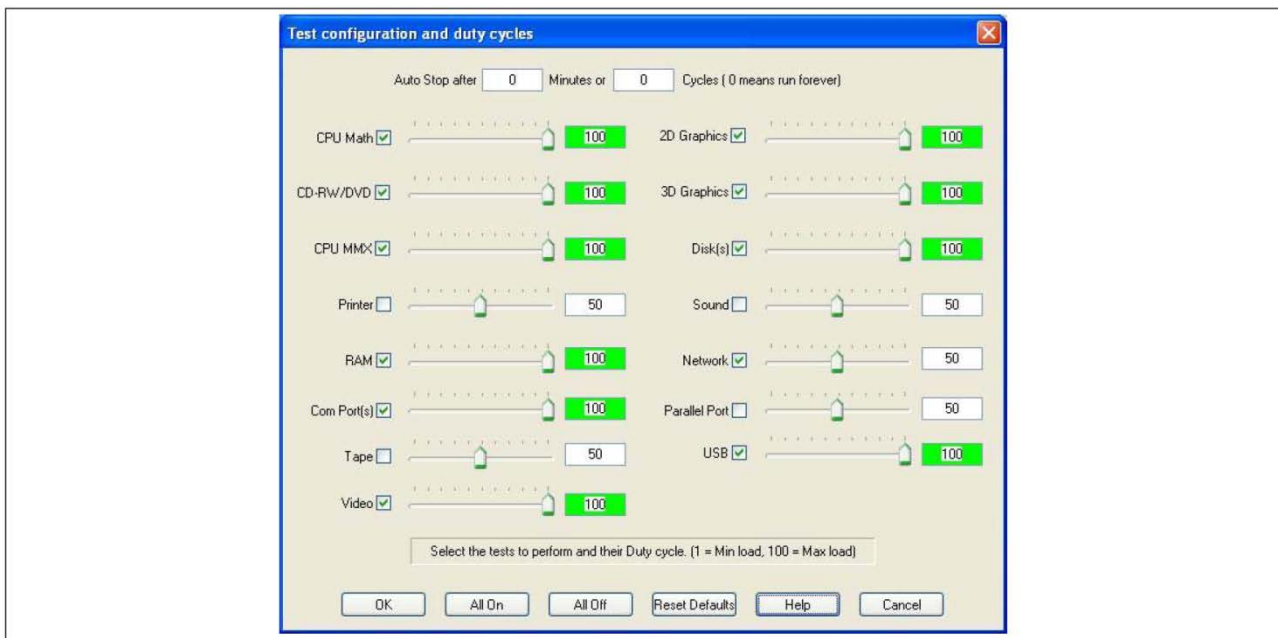 Test configuration and duty cycles
Auto Stop after 0 Minutes or 0 Cycles ( 0 means run forever)
CPU Math 100 2D Graphics 100
CD-RW/DVD 100 3D Graphics 100
CPU MMX 100 Disk(s) 100
Printer 50 Sound 50
RAM 100 Network 50
Com Port(s) 100 Parallel Port 50
Tape 50 USB 100
Video 100
Select the tests to perform and their Duty cycle. (1 = Min load, 100 = Max load)
OK All On All Off Reset Defaults Help Cancel